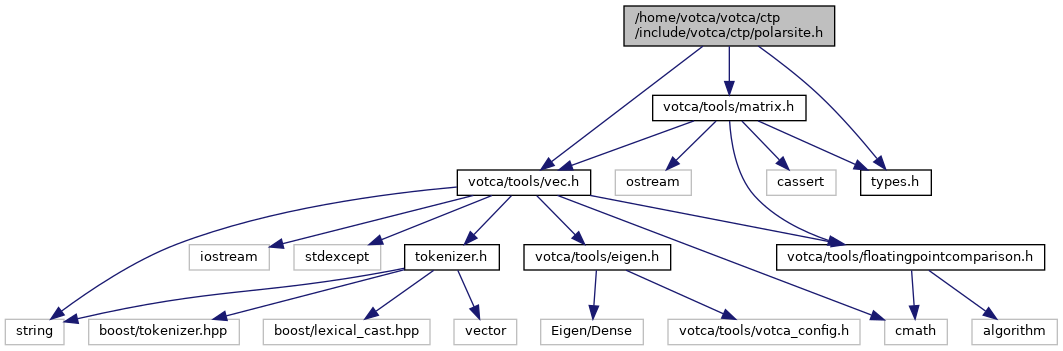 /home/votca/votca/ctp
/include/votca/ctp/polarsite.h
votca/tools/matrix.h
votca/tools/vec.h
ostream
cassert
types.h
iostream
stdexcept
tokenizer.h
votca/tools/eigen.h
votca/tools/floatingpointcomparison.h
string
boost/tokenizer.hpp
boost/lexical_cast.hpp
vector
Eigen/Dense
votca/tools/votca_config.h
cmath
algorithm